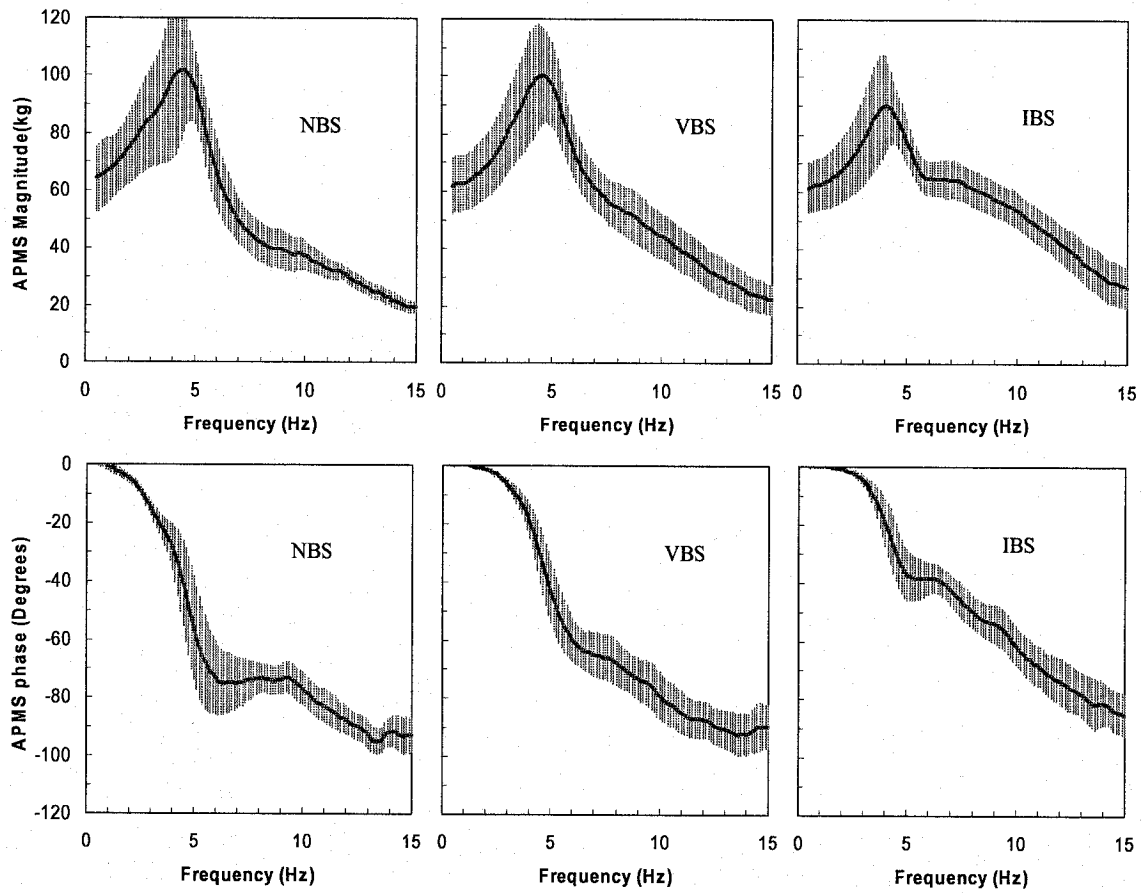 APMS Magnitude(kg)
120
100
80
60
40
20
0
NBS
VBS
IBS
0 5 10 15 0 5 10 15 0 5 10 15
Frequency (Hz) Frequency (Hz) Frequency (Hz)
APMS phase (Degrees)
0
-20
-40
-60
-80
-100
-120
NBS
VBS
IBS
0 5 10 15 0 5 10 15 0 5 10 15
Frequency (Hz) Frequency (Hz) Frequency (Hz)